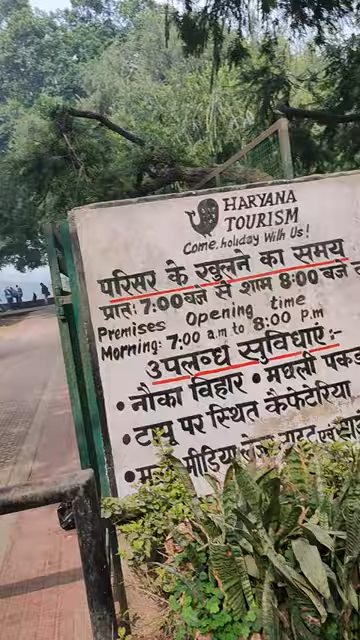 HARYANA
TOURISM
Come, holiday With Us!
परिसर के खुलने का समय
प्रातः 7:00 बजे से शाम 8:00 बजे
Premises Opening time
Morning: 7:00 a.m to 8:00 P.M
उपलब्ध सुविधाएं :-
• नौका विहार • मछली पकड़
• टापू पर स्थित कैफेटेरिया
मीडिया लेजर